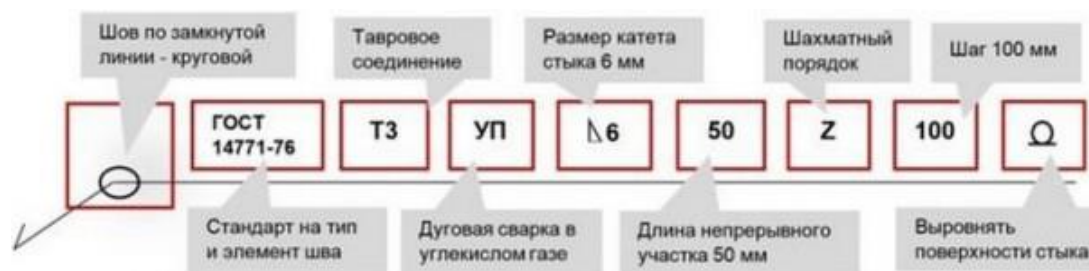 Шов по замкнутой
линии - круговой
Тавровое
соединение
Размер катета
стыка 6 мм
Шахматный
порядок
Шаг 100 мм
ГОСТ
14771-76
Т3
УП
6
50
Z
100
Ω
Стандарт на тип
и элемент шва
Дуговая сварка в
углекислом газе
Длина непрерывного
участка 50 мм
Выровнять
поверхности стыка